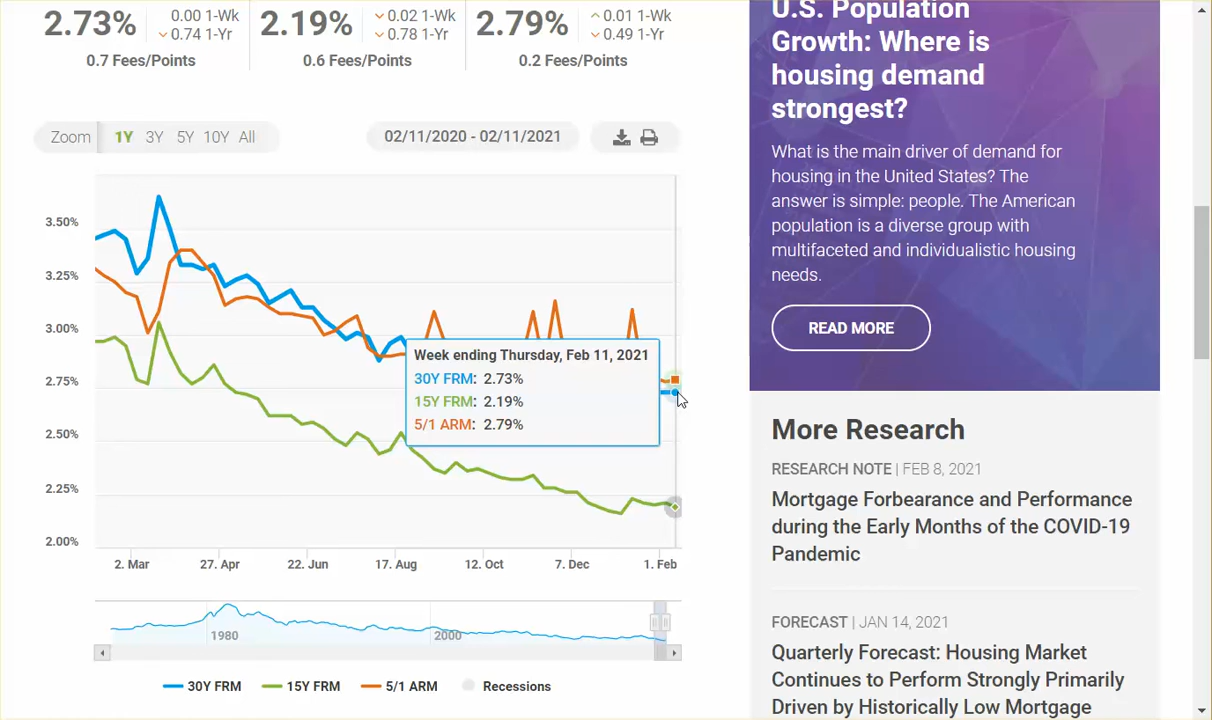 2.73%
0.00 1-Wk
0.74 1-Yr
0.7 Fees/Points
2.19%
0.02 1-Wk
0.78 1-Yr
0.6 Fees/Points
2.79%
0.01 1-Wk
0.49 1-Yr
0.2 Fees/Points
Zoom 1Y 3Y 5Y 10Y All
02/11/2020 - 02/11/2021
3.50%
3.25%
3.00%
2.75%
2.50%
2.25%
2.00%
Week ending Thursday, Feb 11, 2021
30Y FRM: 2.73%
15Y FRM: 2.19%
5/1 ARM: 2.79%
2. Mar 27. Apr 22. Jun 17. Aug 12. Oct 7. Dec 1. Feb
1980 2000
30Y FRM 15Y FRM 5/1 ARM Recessions
U.S. Population
Growth: Where is
housing demand
strongest?
What is the main driver of demand for
housing in the United States? The
answer is simple: people. The American
population is a diverse group with
multifaceted and individualistic housing
needs.
READ MORE
More Research
RESEARCH NOTE | FEB 8, 2021
Mortgage Forbearance and Performance
during the Early Months of the COVID-19
Pandemic
FORECAST | JAN 14, 2021
Quarterly Forecast: Housing Market
Continues to Perform Strongly Primarily
Driven by Historically Low Mortgage